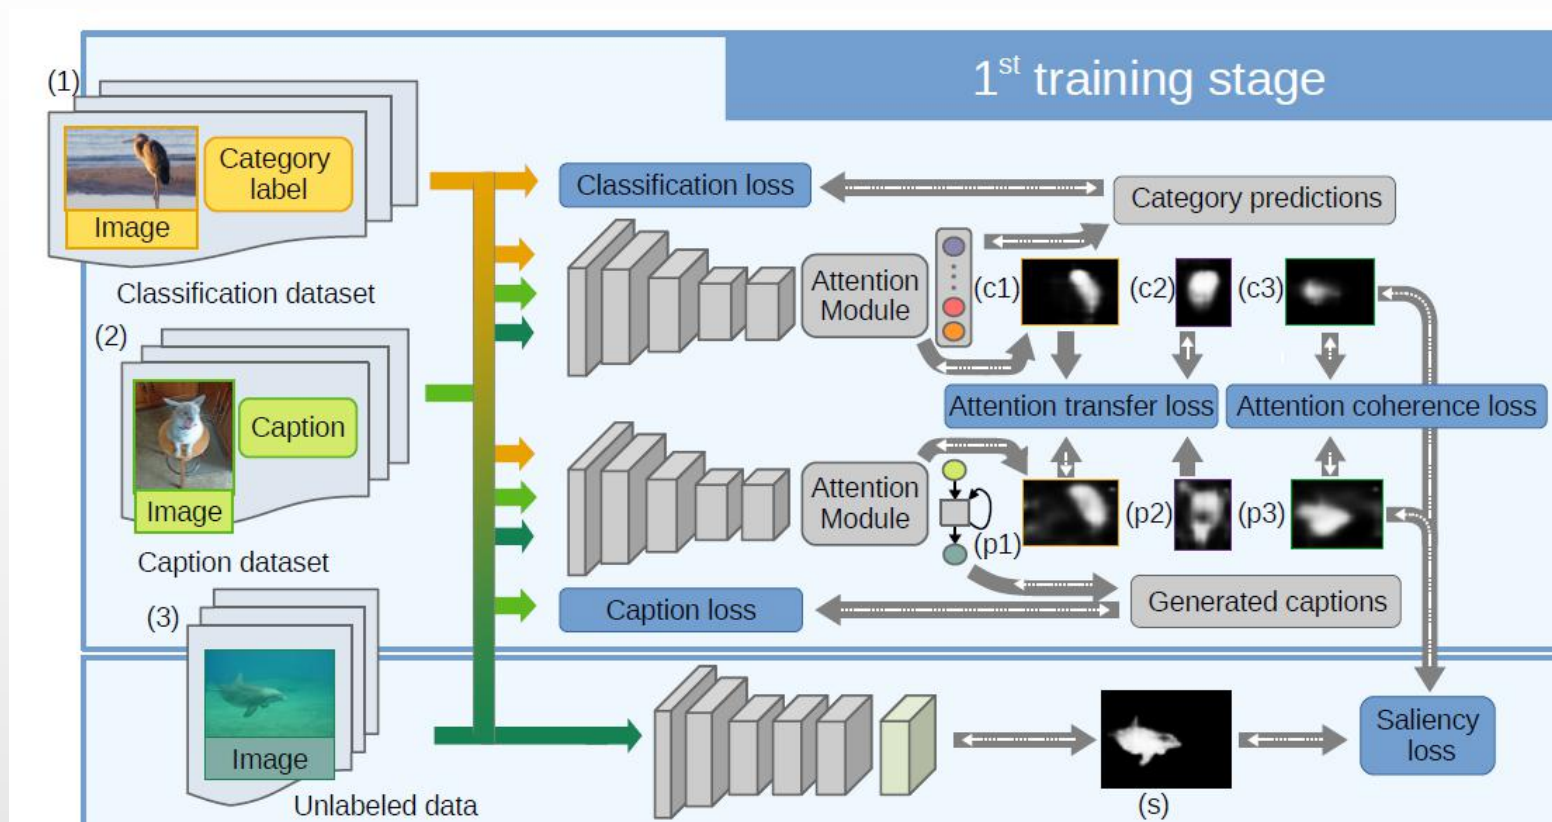 1st training stage
(1)
Category
label
Image
Classification dataset
(2)
Caption
Image
Caption dataset
(3)
Image
Unlabeled data
Classification loss
Category predictions
Attention
Module
(c1)
(c2)
(c3)
Attention transfer loss
Attention coherence loss
Attention
Module
(p1)
(p2)
(p3)
Caption loss
Generated captions
Saliency
loss
(s)